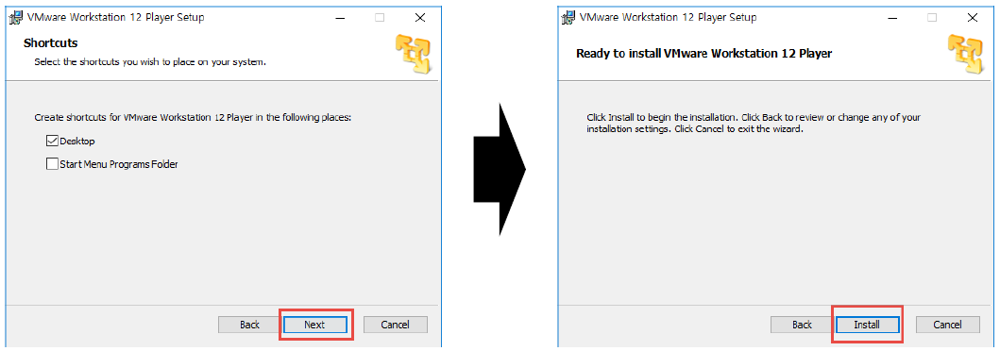 VMware Workstation 12 Player Setup
Shortcuts
Select the shortcuts you wish to place on your system.
Create shortcuts for VMware Workstation 12 Player in the following places:
Desktop
Start Menu Programs Folder
Back
Next
Cancel
VMware Workstation 12 Player Setup
Ready to install VMware Workstation 12 Player
Click Install to begin the installation. Click Back to review or change any of your
installation settings. Click Cancel to exit the wizard.
Back
Install
Cancel